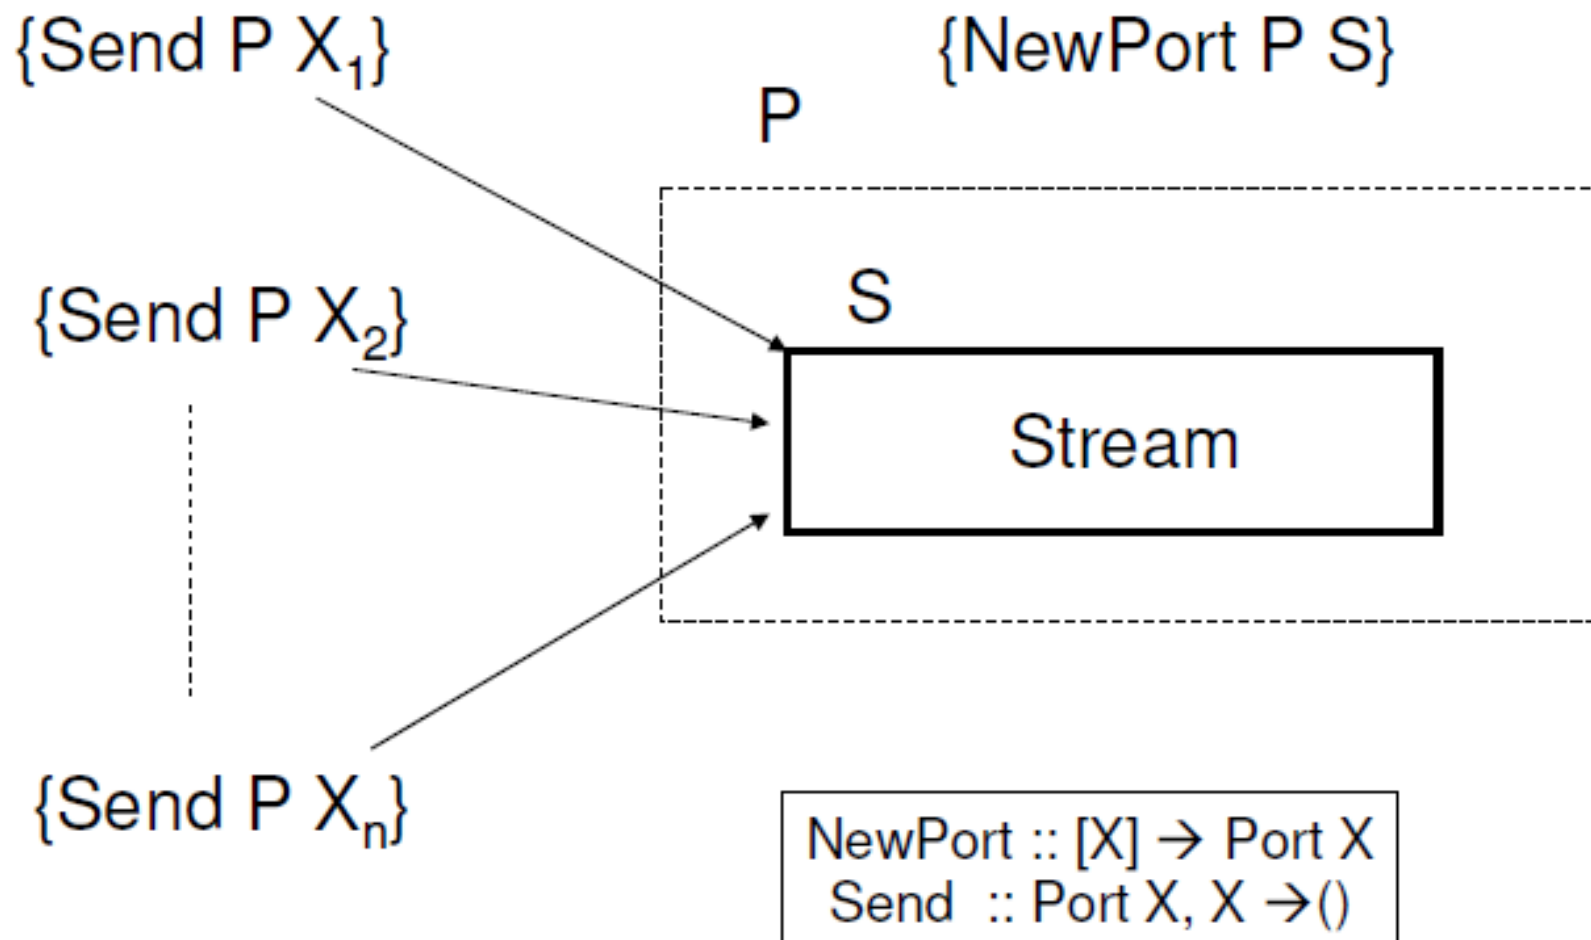 {Send P X₁}
{NewPort P S}
P
S
{Send P X₂}
Stream
{Send P Xₙ}
NewPort :: [X] → Port X
Send :: Port X, X →()